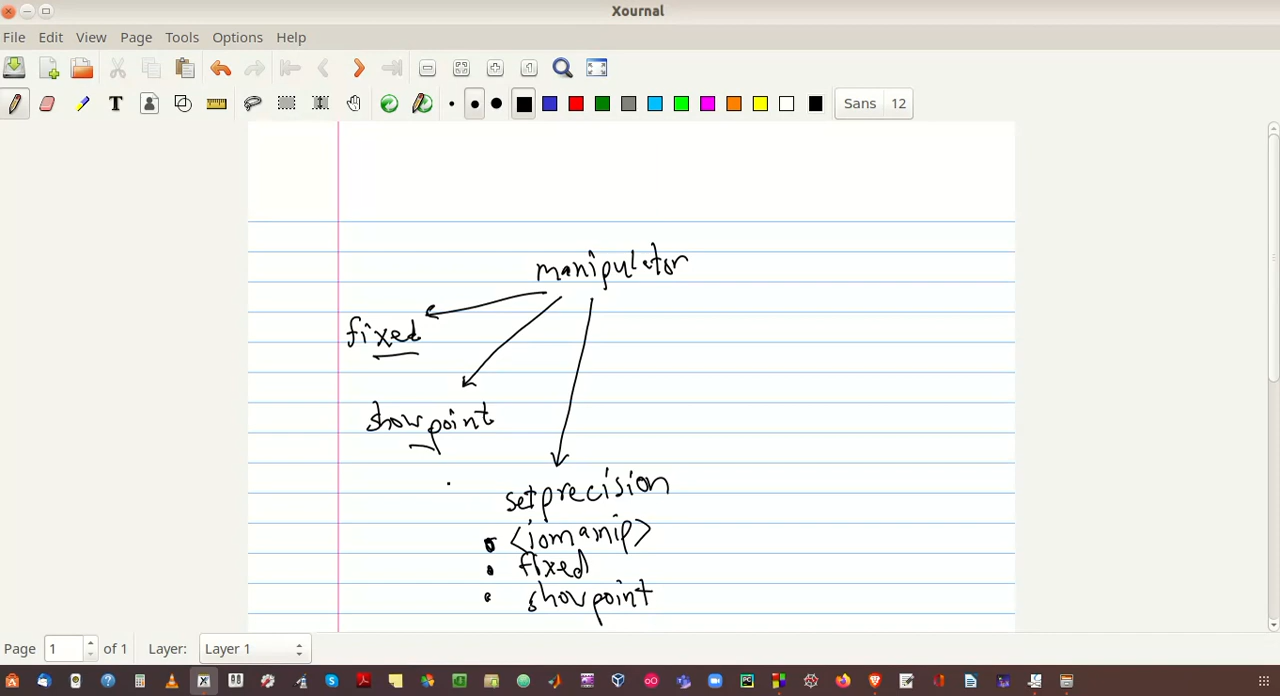 Xournal
File Edit View Page Tools Options Help
Sans 12
manipulator
fixed
showpoint
setprecision
<iomanip>
fixed
showpoint
Page 1 of 1 Layer: Layer 1